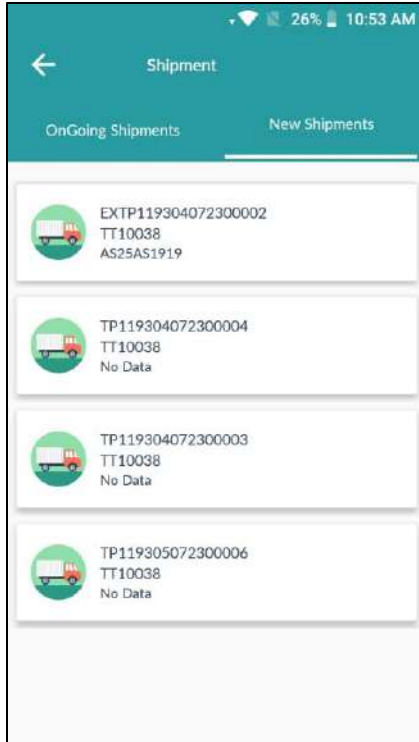 26% 10:53 AM
Shipment
OnGoing Shipments New Shipments
EXTP119304072300002
TT10038
AS25AS1919
TP119304072300004
TT10038
No Data
TP119304072300003
TT10038
No Data
TP119305072300006
TT10038
No Data